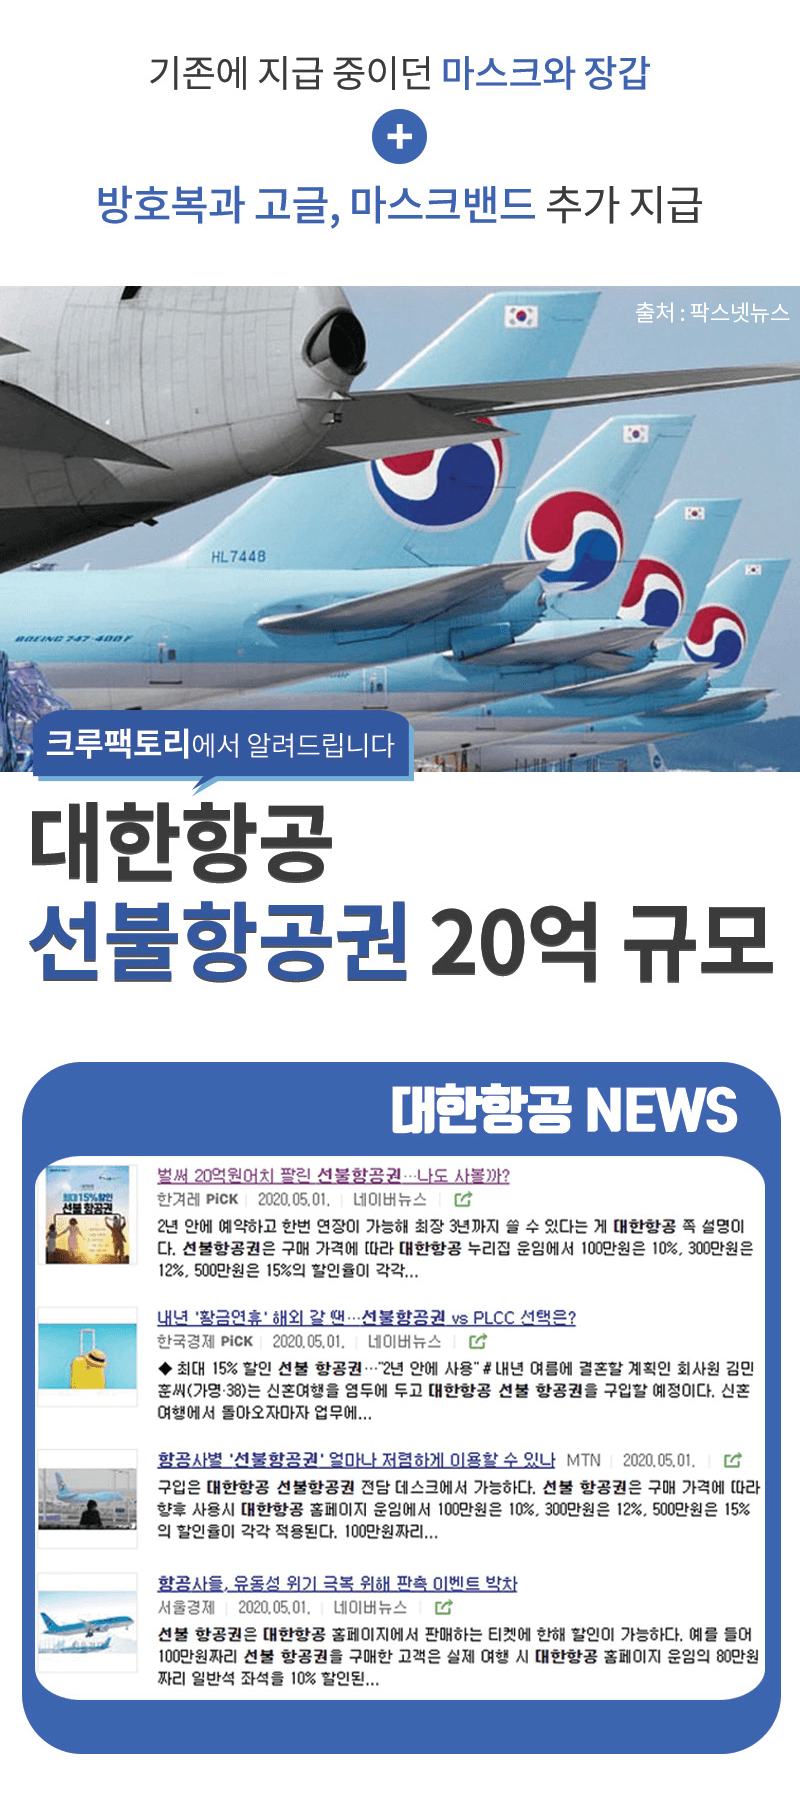 기존에 지급 중이던 마스크와 장갑
+
방호복과 고글, 마스크밴드 추가 지급
출처 : 팍스넷뉴스
HL7448
BOEING 747-400F
크루팩토리에서 알려드립니다
대한항공
선불항공권 20억 규모
대한항공 NEWS
최대 15%할인
선불 항공권
벌써 20억원어치 팔린 선불항공권…나도 사볼까?
한겨레 PiCK 2020.05.01. 네이버뉴스
2년 안에 예약하고 한번 연장이 가능해 최장 3년까지 쓸 수 있다는 게 대한항공 쪽 설명이
다. 선불항공권은 구매 가격에 따라 대한항공 누리집 운임에서 100만원은 10%, 300만원은
12%, 500만원은 15%의 할인율이 각각...
내년 '황금연휴' 해외 갈 땐…선불항공권 vs PLCC 선택은?
한국경제 PiCK 2020.05.01. 네이버뉴스
◆ 최대 15% 할인 선불 항공권…"2년 안에 사용" # 내년 여름에 결혼할 계획인 회사원 김민
훈씨(가명·38)는 신혼여행을 염두에 두고 대한항공 선불 항공권을 구입할 예정이다. 신혼
여행에서 돌아오자마자 업무에...
항공사별 '선불항공권' 얼마나 저렴하게 이용할 수 있나 MTN 2020.05.01.
구입은 대한항공 선불항공권 전담 데스크에서 가능하다. 선불 항공권은 구매 가격에 따라
향후 사용시 대한항공 홈페이지 운임에서 100만원은 10%, 300만원은 12%, 500만원은 15%
의 할인율이 각각 적용된다. 100만원짜리...
항공사들, 유동성 위기 극복 위해 판촉 이벤트 박차
서울경제 2020.05.01. 네이버뉴스
선불 항공권은 대한항공 홈페이지에서 판매하는 티켓에 한해 할인이 가능하다. 예를 들어
100만원짜리 선불 항공권을 구매한 고객은 실제 여행 시 대한항공 홈페이지 운임의 80만원
짜리 일반석 좌석을 10% 할인된...